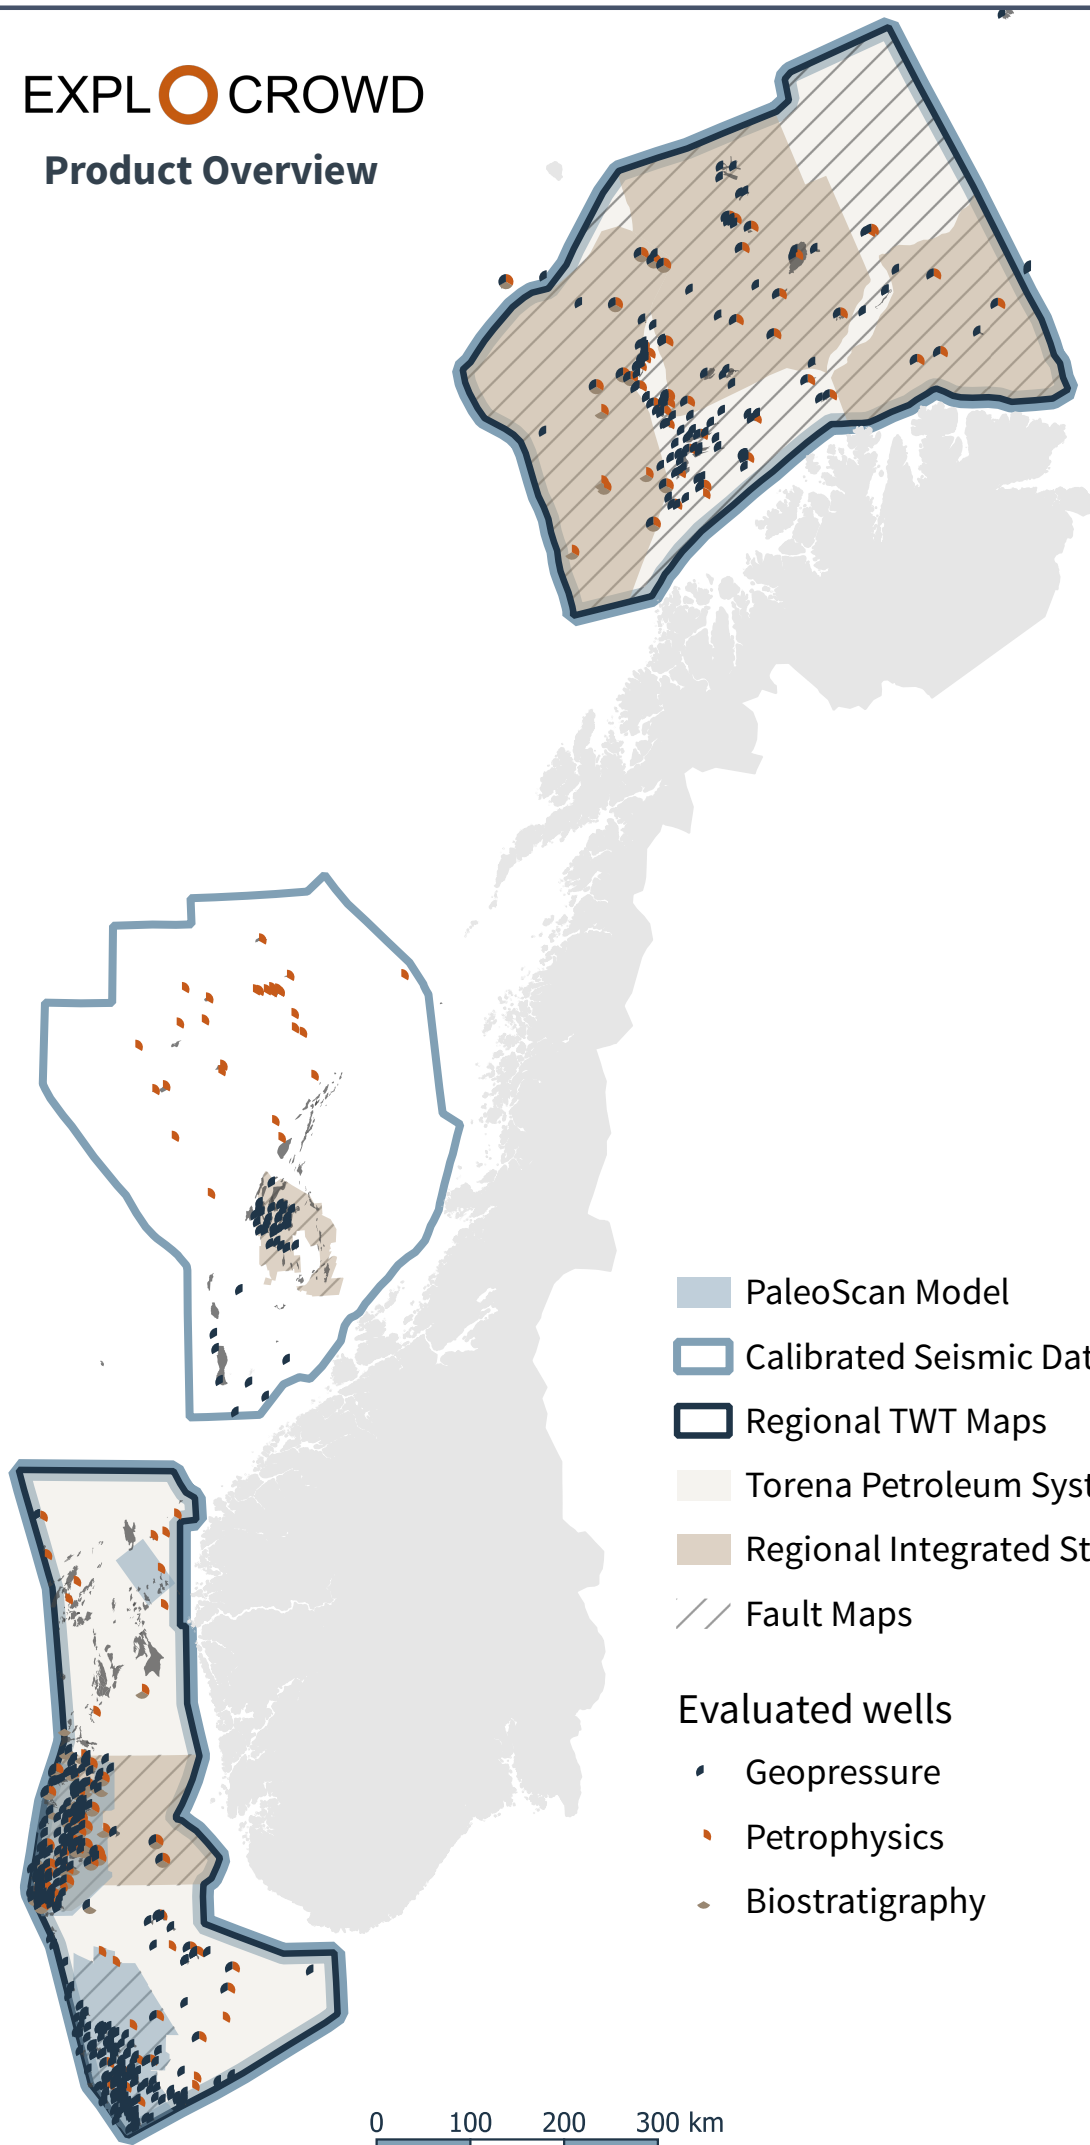 EXPLOCROWD
Product Overview
PaleoScan Model
Calibrated Seismic Dat
Regional TWT Maps
Torena Petroleum Syst
Regional Integrated St
Fault Maps
Evaluated wells
Geopressure
Petrophysics
Biostratigraphy
0 100 200 300 km